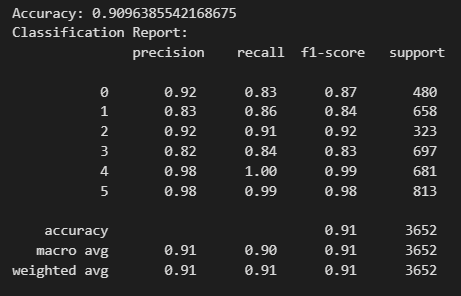 Accuracy: 0.9096385542168675
Classification Report:
precision recall f1-score support
0 0.92 0.83 0.87 480
1 0.83 0.86 0.84 658
2 0.92 0.91 0.92 323
3 0.82 0.84 0.83 697
4 0.98 1.00 0.99 681
5 0.98 0.99 0.98 813
accuracy 0.91 3652
macro avg 0.91 0.90 0.91 3652
weighted avg 0.91 0.91 0.91 3652